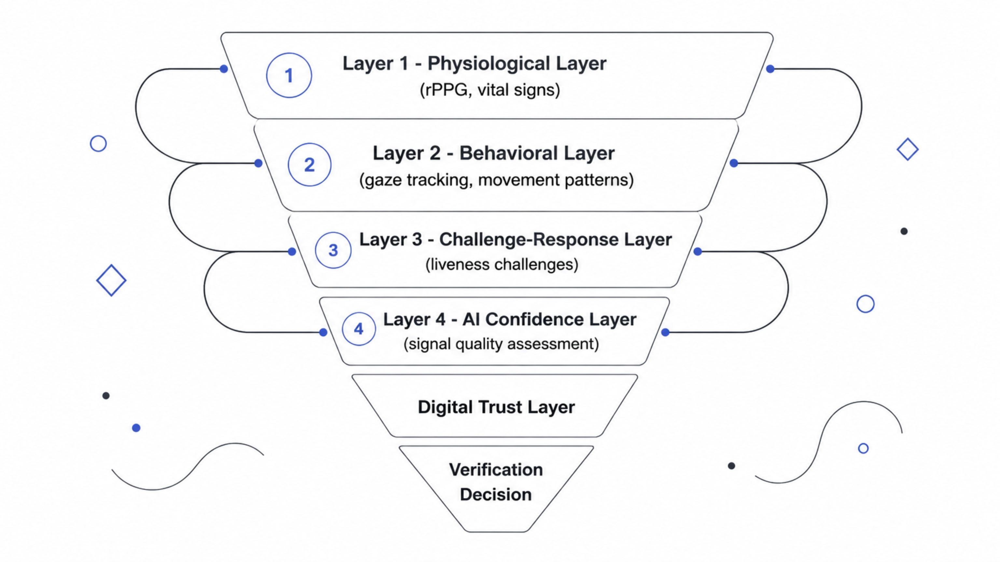 1
Layer 1 - Physiological Layer
(rPPG, vital signs)
2
Layer 2 - Behavioral Layer
(gaze tracking, movement patterns)
3
Layer 3 - Challenge-Response Layer
(liveness challenges)
4
Layer 4 - AI Confidence Layer
(signal quality assessment)
Digital Trust Layer
Verification
Decision